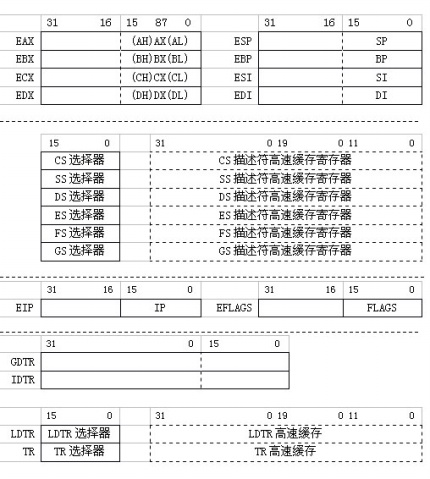 31 16 15 87 0 31 16 15 0
EAX (AH)AX(AL) ESP SP
EBX (BH)BX(BL) EBP BP
ECX (CH)CX(CL) ESI SI
EDX (DH)DX(DL) EDI DI
15 0 31 0 19 0 11 0
CS 选择器 CS 描述符高速缓存寄存器
SS 选择器 SS 描述符高速缓存寄存器
DS 选择器 DS 描述符高速缓存寄存器
ES 选择器 ES 描述符高速缓存寄存器
FS 选择器 FS 描述符高速缓存寄存器
GS 选择器 GS 描述符高速缓存寄存器
31 16 15 0 31 16 15 0
EIP IP EFLAGS FLAGS
31 0 15 0
GDTR
IDTR
15 0 31 0 19 0 11 0
LDTR LDTR 选择器 LDTR 高速缓存
TR TR 选择器 TR 高速缓存